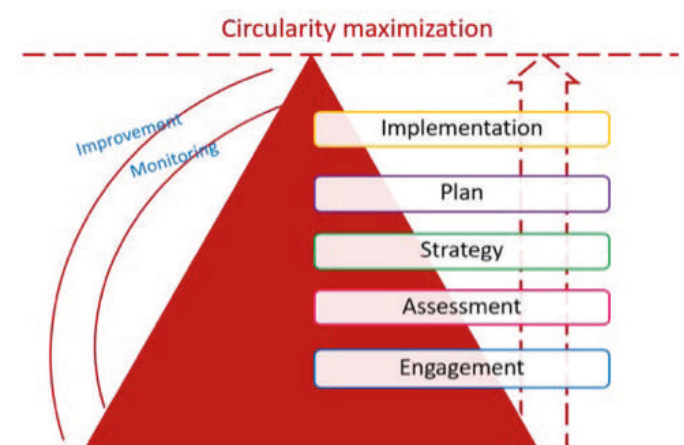 Circularity maximization
Improvement
Monitoring
Implementation
Plan
Strategy
Assessment
Engagement